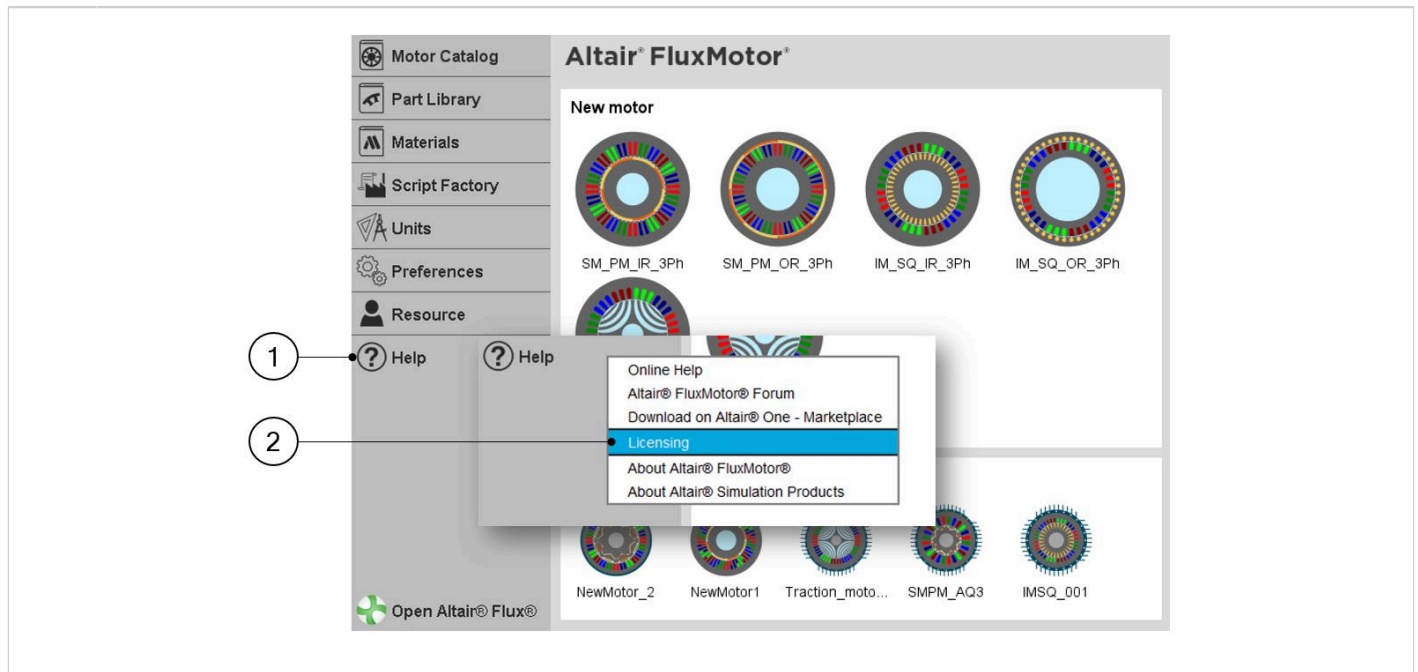 Motor Catalog
Part Library
Materials
Script Factory
Units
Preferences
Resource
1
Help
Open Altair® Flux®
Altair® FluxMotor®
New motor
SM_PM_IR_3Ph
SM_PM_OR_3Ph
IM_SQ_IR_3Ph
IM_SQ_OR_3Ph
Help
Online Help
Altair® FluxMotor® Forum
Download on Altair® One - Marketplace
2
Licensing
About Altair® FluxMotor®
About Altair® Simulation Products
NewMotor_2
NewMotor1
Traction_moto...
SMPM_AQ3
IMSQ_001